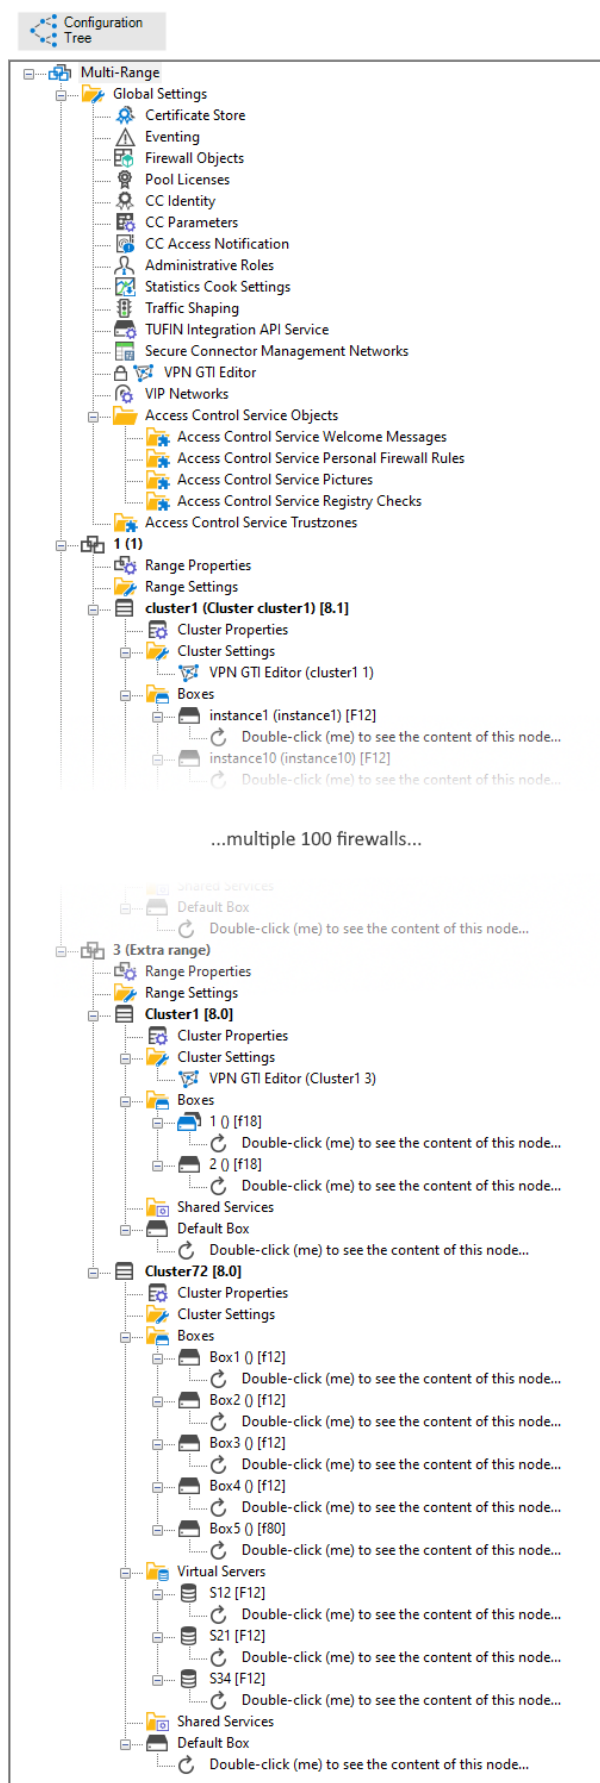 Configuration
Tree
Multi-Range
Global Settings
Certificate Store
Eventing
Firewall Objects
Pool Licenses
CC Identity
CC Parameters
CC Access Notification
Administrative Roles
Statistics Cook Settings
Traffic Shaping
TUFIN Integration API Service
Secure Connector Management Networks
VPN GTI Editor
VIP Networks
Access Control Service Objects
Access Control Service Welcome Messages
Access Control Service Personal Firewall Rules
Access Control Service Pictures
Access Control Service Registry Checks
Access Control Service Trustzones
1 (1)
Range Properties
Range Settings
cluster1 (Cluster cluster1) [8.1]
Cluster Properties
Cluster Settings
VPN GTI Editor (cluster1 1)
Boxes
instance1 (instance1) [F12]
Double-click (me) to see the content of this node...
instance10 (instance10) [F12]
Double-click (me) to see the content of this node...
...multiple 100 firewalls...
Shared Services
Default Box
Double-click (me) to see the content of this node...
3 (Extra range)
Range Properties
Range Settings
Cluster1 [8.0]
Cluster Properties
Cluster Settings
VPN GTI Editor (Cluster1 3)
Boxes
1 () [f18]
Double-click (me) to see the content of this node...
2 () [f18]
Double-click (me) to see the content of this node...
Shared Services
Default Box
Double-click (me) to see the content of this node...
Cluster72 [8.0]
Cluster Properties
Cluster Settings
Boxes
Box1 () [f12]
Double-click (me) to see the content of this node...
Box2 () [f12]
Double-click (me) to see the content of this node...
Box3 () [f12]
Double-click (me) to see the content of this node...
Box4 () [f12]
Double-click (me) to see the content of this node...
Box5 () [f80]
Double-click (me) to see the content of this node...
Virtual Servers
S12 [F12]
Double-click (me) to see the content of this node...
S21 [F12]
Double-click (me) to see the content of this node...
S34 [F12]
Double-click (me) to see the content of this node...
Shared Services
Default Box
Double-click (me) to see the content of this node...